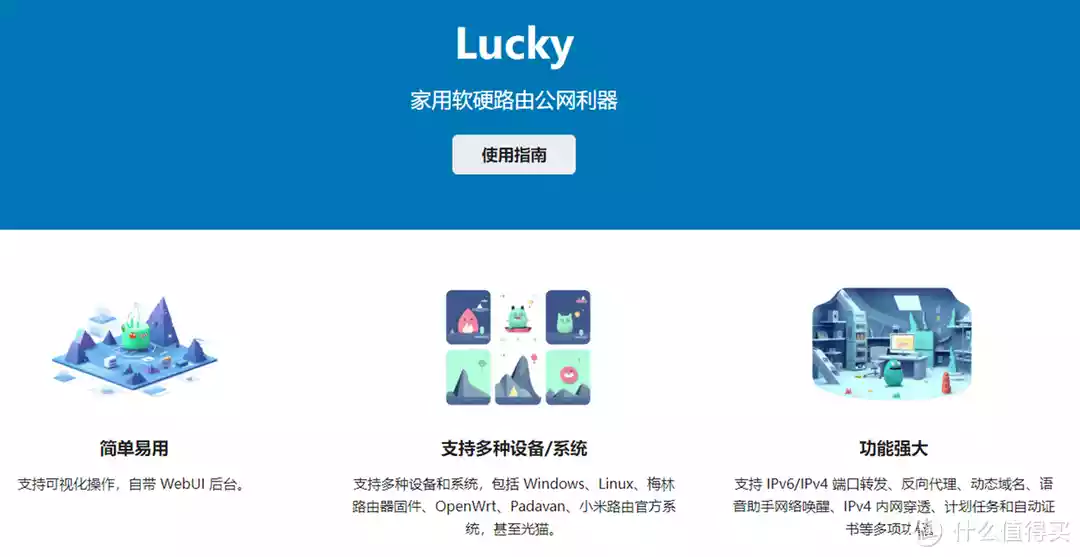 Lucky
家用软硬路由公网利器
使用指南
简单易用
支持可视化操作，自带 WebUI 后台。
支持多种设备/系统
支持多种设备和系统，包括 Windows、Linux、梅林
路由器固件、OpenWrt、Padavan、小米路由官方系
统，甚至光猫。
功能强大
支持 IPv6/IPv4 端口转发、反向代理、动态域名、语
音助手网络唤醒、IPv4 内网穿透、计划任务和自动证
书等多项功
值 什么值得买